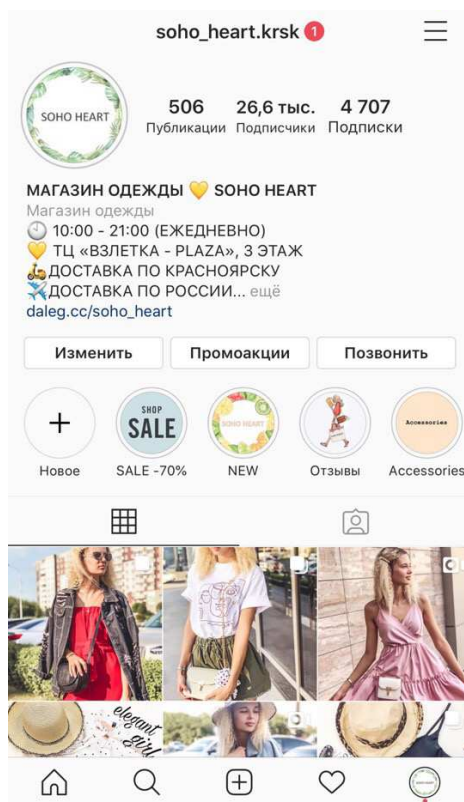 soho_heart.krsk 1
SOHO HEART
506 26,6 тыс. 4 707
Публикации Подписчики Подписки
МАГАЗИН ОДЕЖДЫ 💛 SOHO HEART
Магазин одежды
🕙 10:00 - 21:00 (ЕЖЕДНЕВНО)
💛 ТЦ «ВЗЛЕТКА - PLAZA», 3 ЭТАЖ
🛵ДОСТАВКА ПО КРАСНОЯРСКУ
✈️ДОСТАВКА ПО РОССИИ... ещё
daleg.cc/soho_heart
Изменить Промоакции Позвонить
SHOP
SALE
SOHO HEART
Accessories
Новое SALE -70% NEW Отзывы Accessories
elegant
girl
SOHO HEART